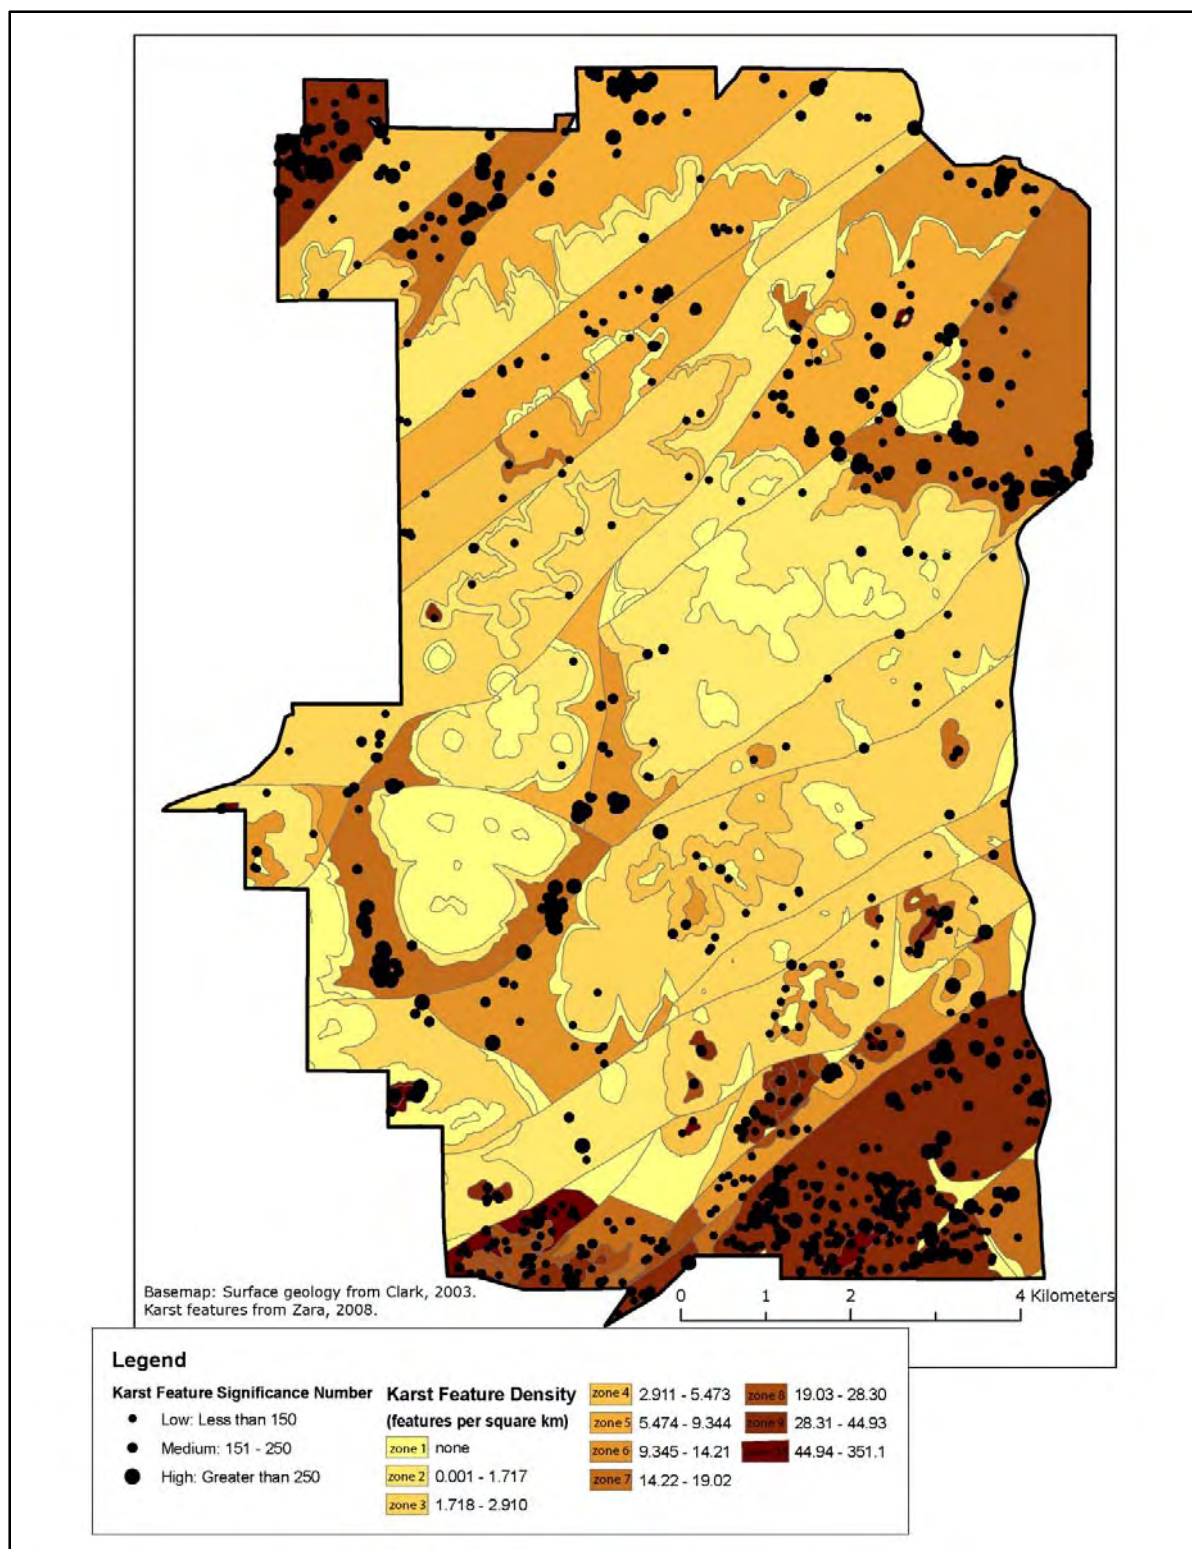 Basemap: Surface geology from Clark, 2003.
Karst features from Zara, 2008.
0 1 2 4 Kilometers
Legend
Karst Feature Significance Number
Low: Less than 150
Medium: 151 - 250
High: Greater than 250
Karst Feature Density
(features per square km)
zone 1 none
zone 2 0.001 - 1.717
zone 3 1.718 - 2.910
zone 4 2.911 - 5.473
zone 5 5.474 - 9.344
zone 6 9.345 - 14.21
zone 7 14.22 - 19.02
zone 8 19.03 - 28.30
zone 9 28.31 - 44.93
44.94 - 351.1